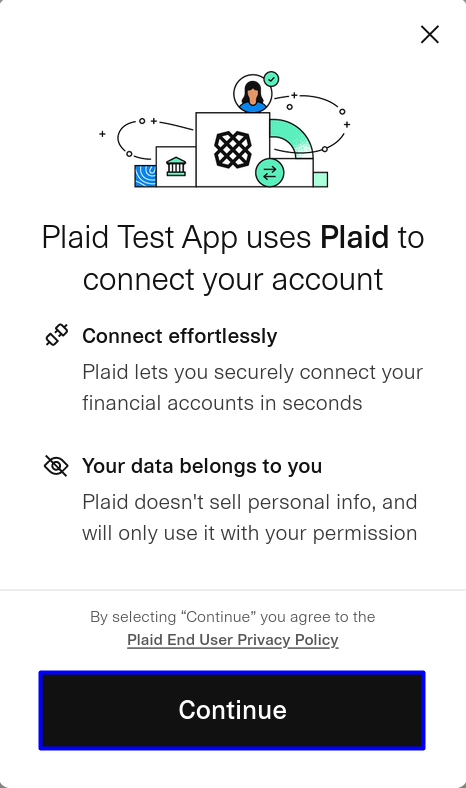 Plaid Test App uses Plaid to
connect your account
Connect effortlessly
Plaid lets you securely connect your
financial accounts in seconds
Your data belongs to you
Plaid doesn't sell personal info, and
will only use it with your permission
By selecting “Continue” you agree to the
Plaid End User Privacy Policy
Continue